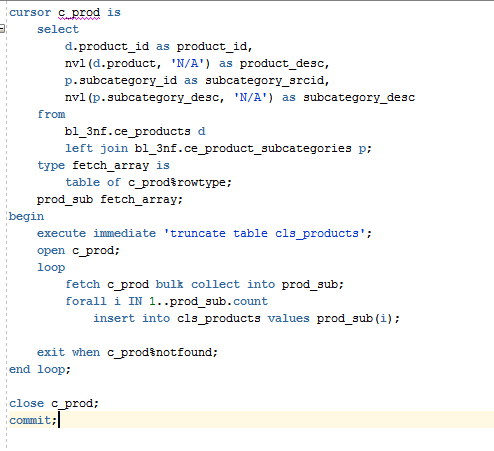 cursor c_prod is
select
d.product_id as product_id,
nvl(d.product, 'N/A') as product_desc,
p.subcategory_id as subcategory_srcid,
nvl(p.subcategory_desc, 'N/A') as subcategory_desc
from
bl_3nf.ce_products d
left join bl_3nf.ce_product_subcategories p;
type fetch_array is
table of c_prod%rowtype;
prod_sub fetch_array;
begin
execute immediate 'truncate table cls_products';
open c_prod;
loop
fetch c_prod bulk collect into prod_sub;
forall i IN 1..prod_sub.count
insert into cls_products values prod_sub(i);
exit when c_prod%notfound;
end loop;
close c_prod;
commit;